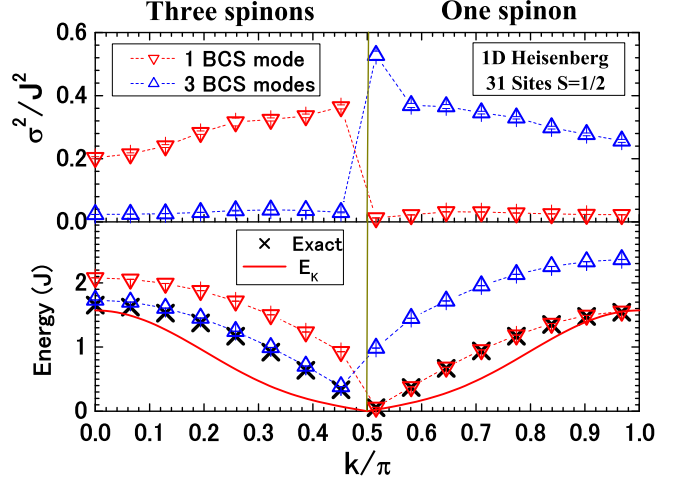 Three spinons One spinon
0.6
0.4
0.2
0.0
σ²/J²
1 BCS mode
3 BCS modes
1D Heisenberg
31 Sites S=1/2
2
1
0
Energy (J)
Exact
E_K
0.0 0.1 0.2 0.3 0.4 0.5 0.6 0.7 0.8 0.9 1.0
k/π